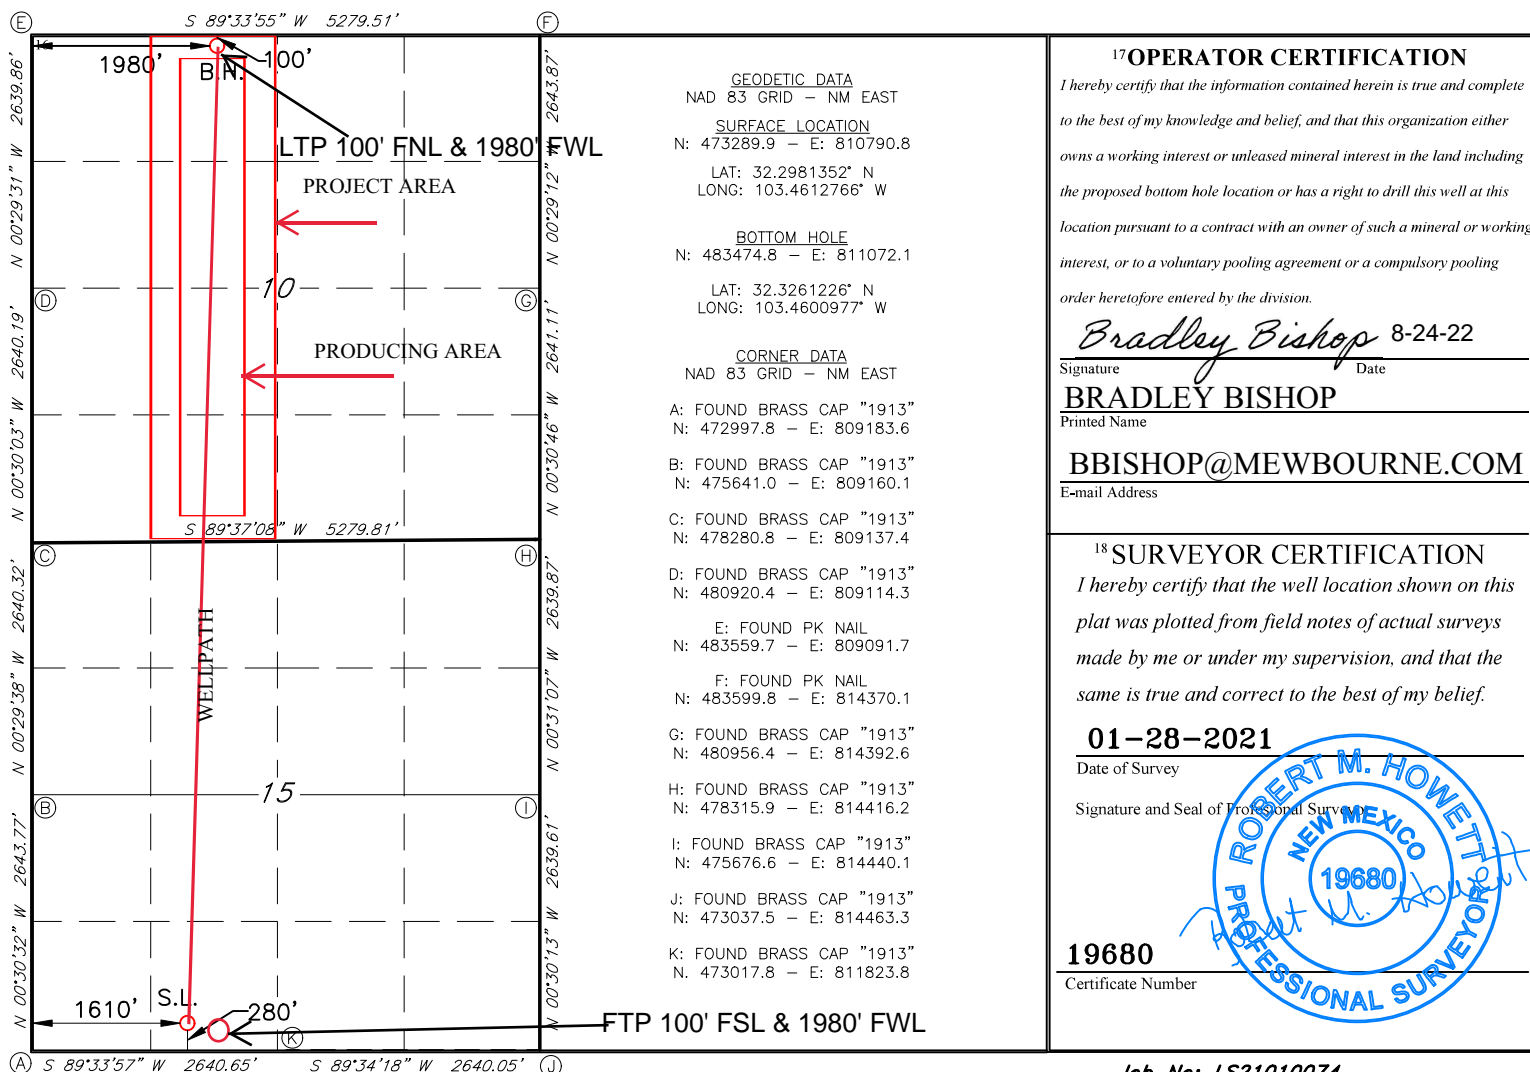 E
S 89°33'55" W   5279.51'
F
1980'
100'
B.H.
LTP 100' FNL & 1980' FWL
PROJECT AREA
10
PRODUCING AREA
S 89°37'08" W   5279.81'
D
G
C
H
WELLPATH
15
B
I
1610'
S.L.
280'
K
FTP 100' FSL & 1980' FWL
A
S 89°33'57" W   2640.65'
S 89°34'18" W   2640.05'
J
N 00°29'31" W   2639.86'
N 00°30'03" W   2640.19'
N 00°29'38" W   2640.32'
N 00°30'32" W   2643.77'
N 00°29'12" W   2643.87'
N 00°30'46" W   2641.11'
N 00°31'07" W   2639.87'
N 00°30'13" W   2639.61'
GEODETIC DATA
NAD 83 GRID – NM EAST
SURFACE LOCATION
N: 473289.9 – E: 810790.8
LAT: 32.2981352° N
LONG: 103.4612766° W
BOTTOM HOLE
N: 483474.8 – E: 811072.1
LAT: 32.3261226° N
LONG: 103.4600977° W
CORNER DATA
NAD 83 GRID – NM EAST
A: FOUND BRASS CAP "1913"
N: 472997.8 – E: 809183.6
B: FOUND BRASS CAP "1913"
N: 475641.0 – E: 809160.1
C: FOUND BRASS CAP "1913"
N: 478280.8 – E: 809137.4
D: FOUND BRASS CAP "1913"
N: 480920.4 – E: 809114.3
E: FOUND PK NAIL
N: 483559.7 – E: 809091.7
F: FOUND PK NAIL
N: 483599.8 – E: 814370.1
G: FOUND BRASS CAP "1913"
N: 480956.4 – E: 814392.6
H: FOUND BRASS CAP "1913"
N: 478315.9 – E: 814416.2
I: FOUND BRASS CAP "1913"
N: 475676.6 – E: 814440.1
J: FOUND BRASS CAP "1913"
N: 473037.5 – E: 814463.3
K: FOUND BRASS CAP "1913"
N. 473017.8 – E: 811823.8
17 OPERATOR CERTIFICATION
I hereby certify that the information contained herein is true and complete
to the best of my knowledge and belief, and that this organization either
owns a working interest or unleased mineral interest in the land including
the proposed bottom hole location or has a right to drill this well at this
location pursuant to a contract with an owner of such a mineral or working
interest, or to a voluntary pooling agreement or a compulsory pooling
order heretofore entered by the division.
Bradley Bishop 8-24-22
Signature Date
BRADLEY BISHOP
Printed Name
BBISHOP@MEWBOURNE.COM
E-mail Address
18 SURVEYOR CERTIFICATION
I hereby certify that the well location shown on this
plat was plotted from field notes of actual surveys
made by me or under my supervision, and that the
same is true and correct to the best of my belief.
01-28-2021
Date of Survey
Signature and Seal of Professional Surveyor
ROBERT M. HOWETT
NEW MEXICO
19680
PROFESSIONAL SURVEYOR
Robert M. Howett
19680
Certificate Number
Job No: LS21010074